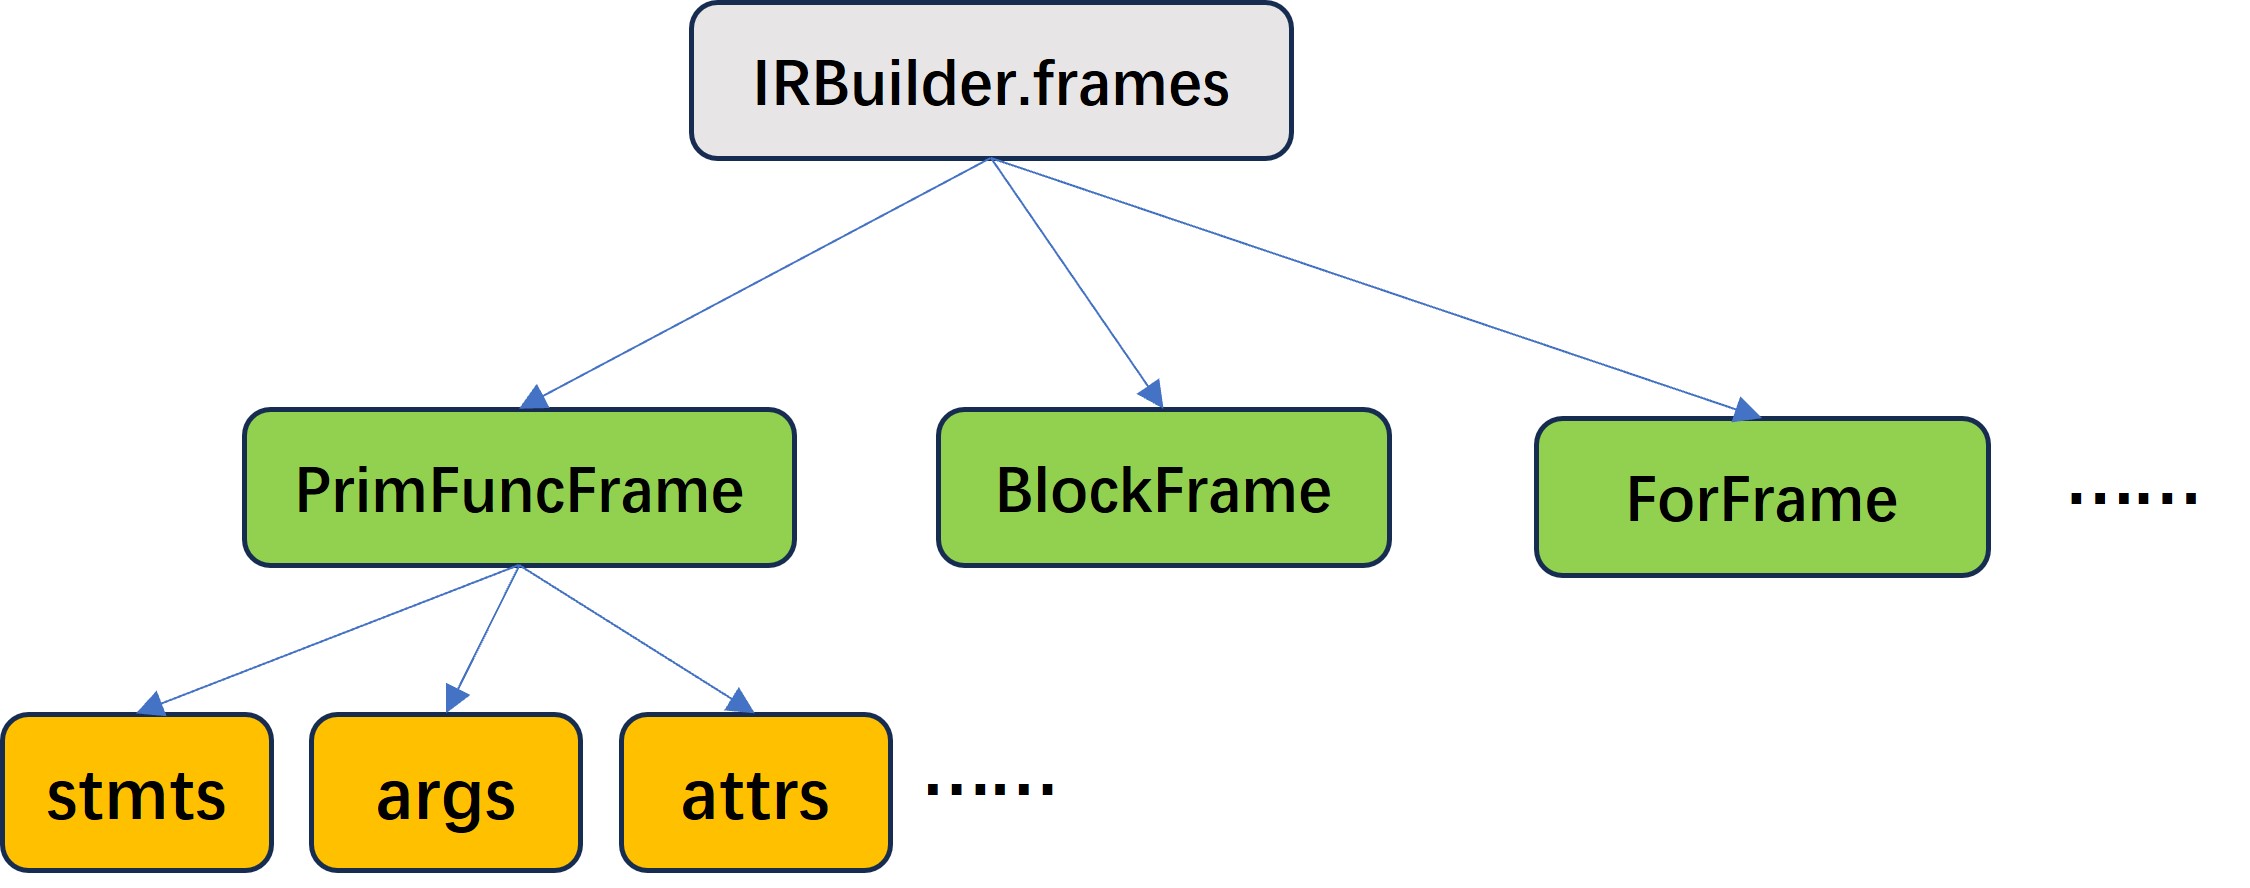 IRBuilder.frames
PrimFuncFrame
BlockFrame
ForFrame
......
stmts
args
attrs
......